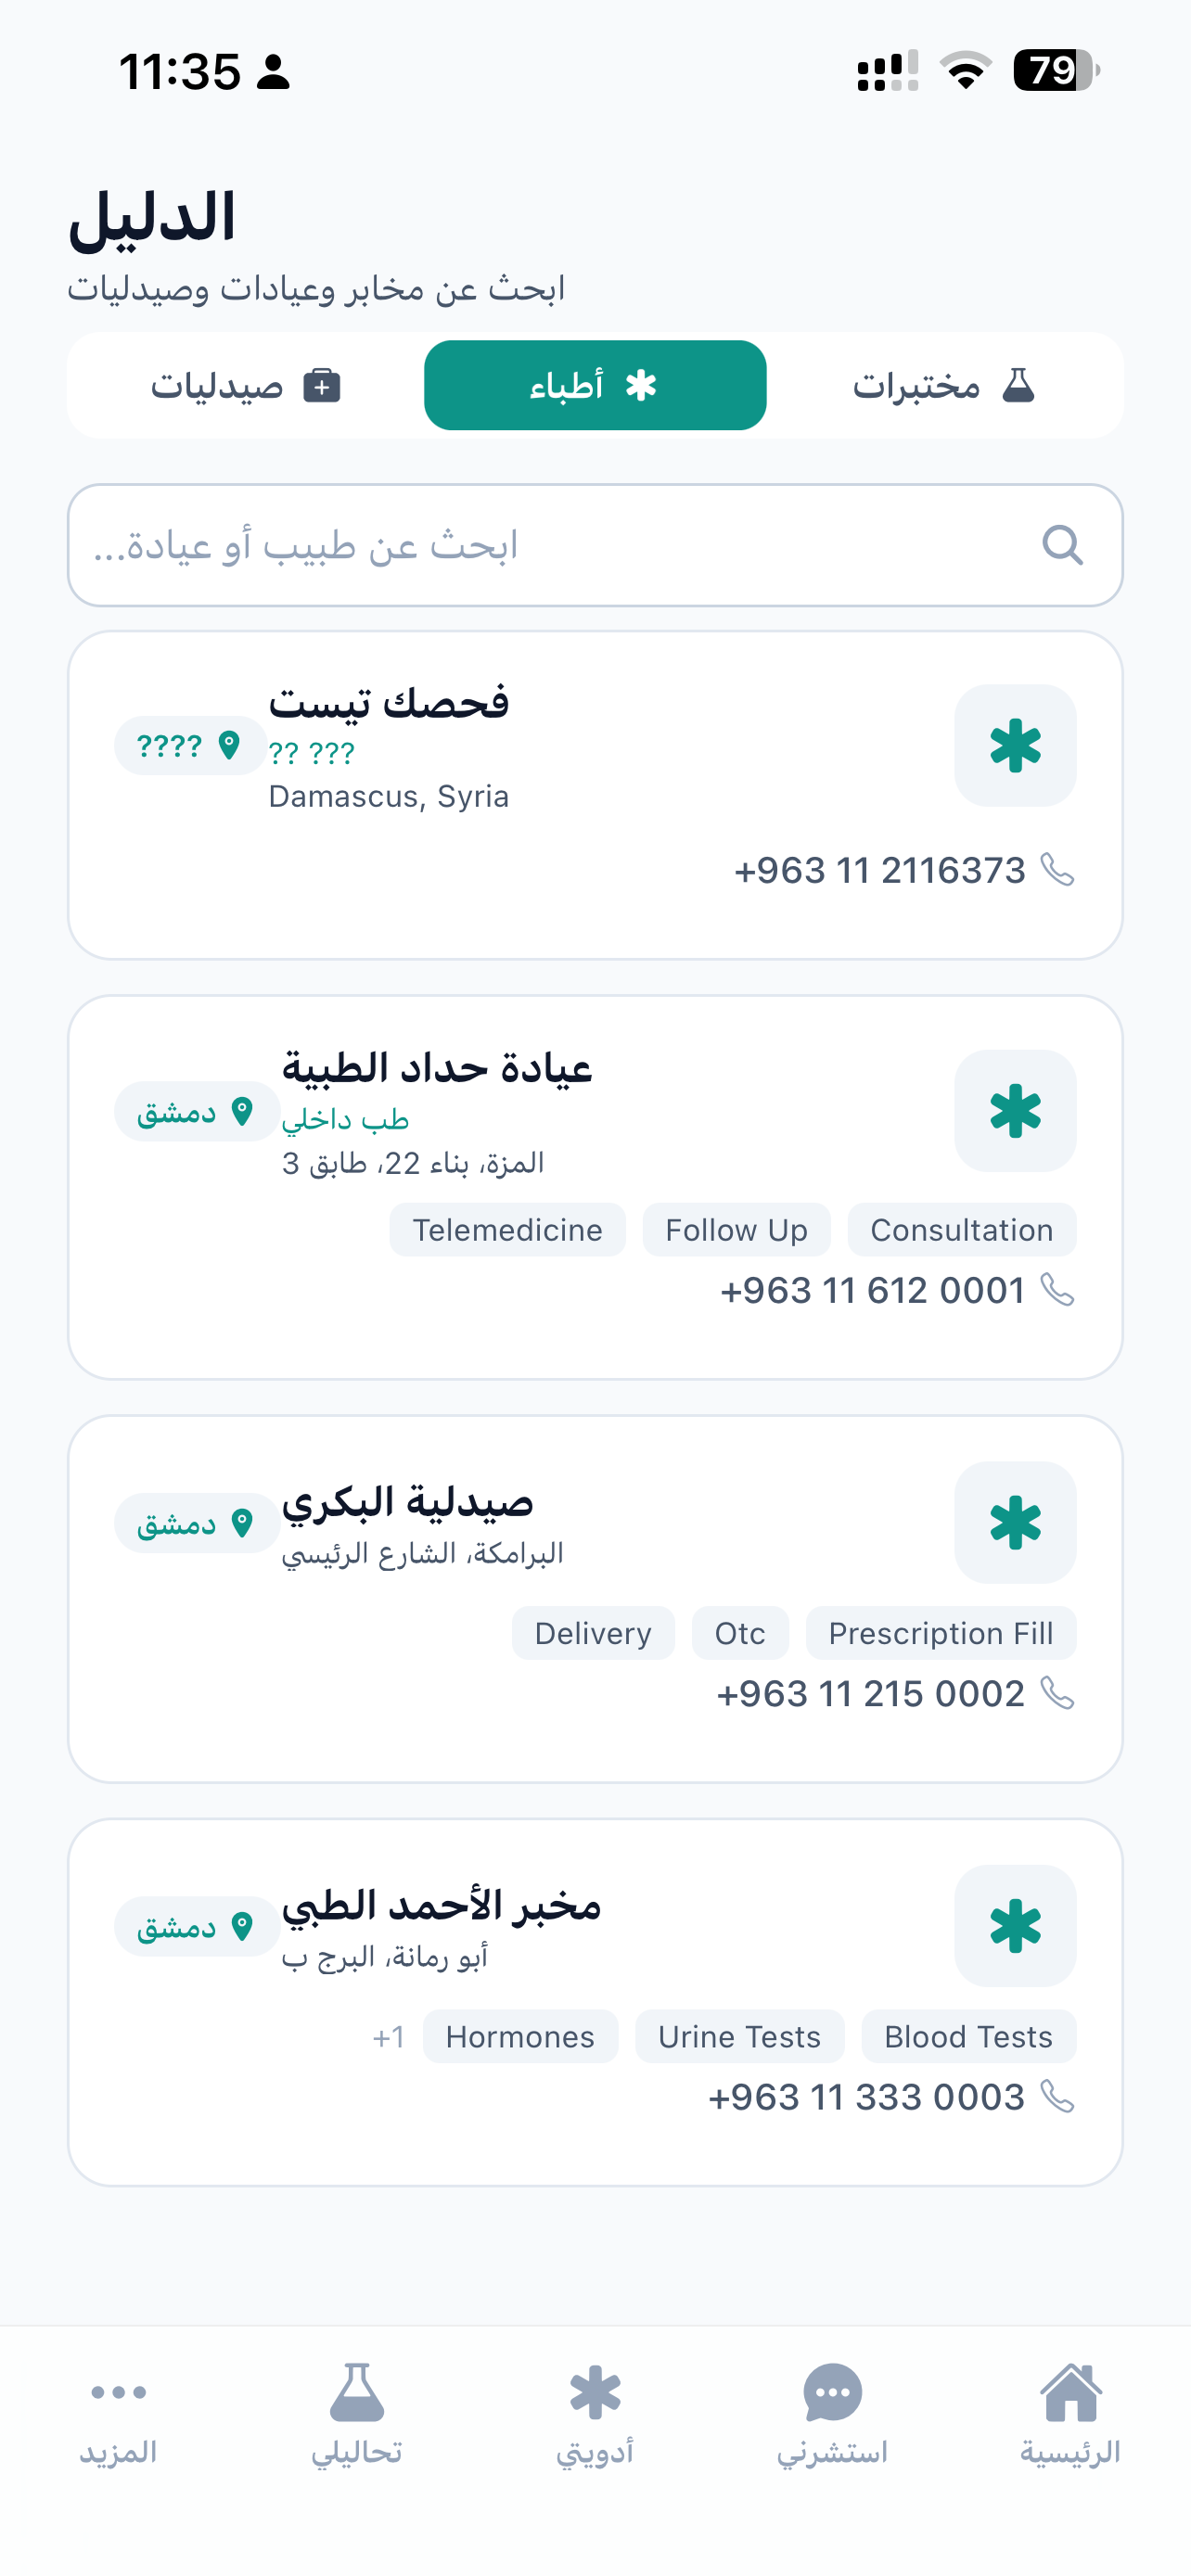 11:35
79
الدليل
ابحث عن مخابر وعيادات وصيدليات
مختبرات
أطباء
صيدليات
ابحث عن طبيب أو عيادة...
فحصك تيست
?? ???
Damascus, Syria
????
+963 11 2116373
عيادة حداد الطبية
طب داخلي
المزة، بناء 22، طابق 3
دمشق
Consultation
Follow Up
Telemedicine
+963 11 612 0001
صيدلية البكري
البرامكة، الشارع الرئيسي
دمشق
Prescription Fill
Otc
Delivery
+963 11 215 0002
مخبر الأحمد الطبي
أبو رمانة، البرج ب
دمشق
Blood Tests
Urine Tests
Hormones
+1
+963 11 333 0003
الرئيسية
استشرني
أدويتي
تحاليلي
المزيد